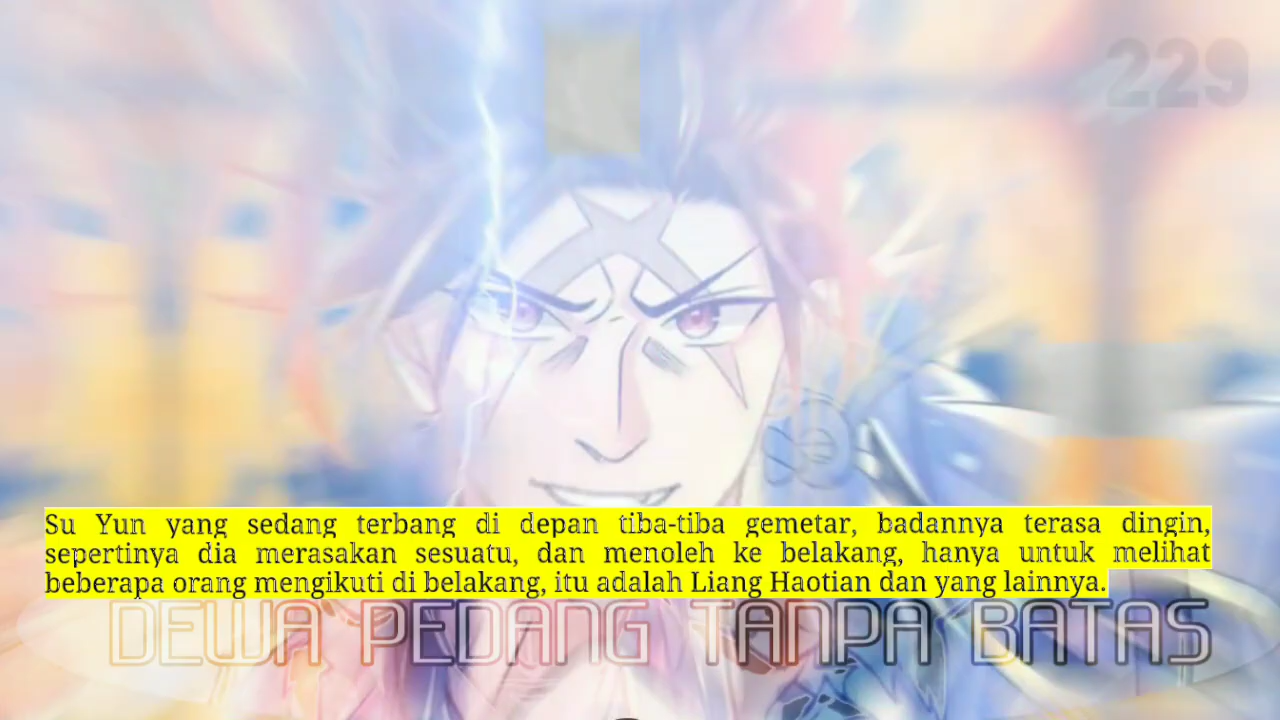 229
Su Yun yang sedang terbang di depan tiba-tiba gemetar, badannya terasa dingin,
sepertinya dia merasakan sesuatu, dan menoleh ke belakang, hanya untuk melihat
beberapa orang mengikuti di belakang, itu adalah Liang Haotian dan yang lainnya.
DEWA PEDANG TANPA BATAS